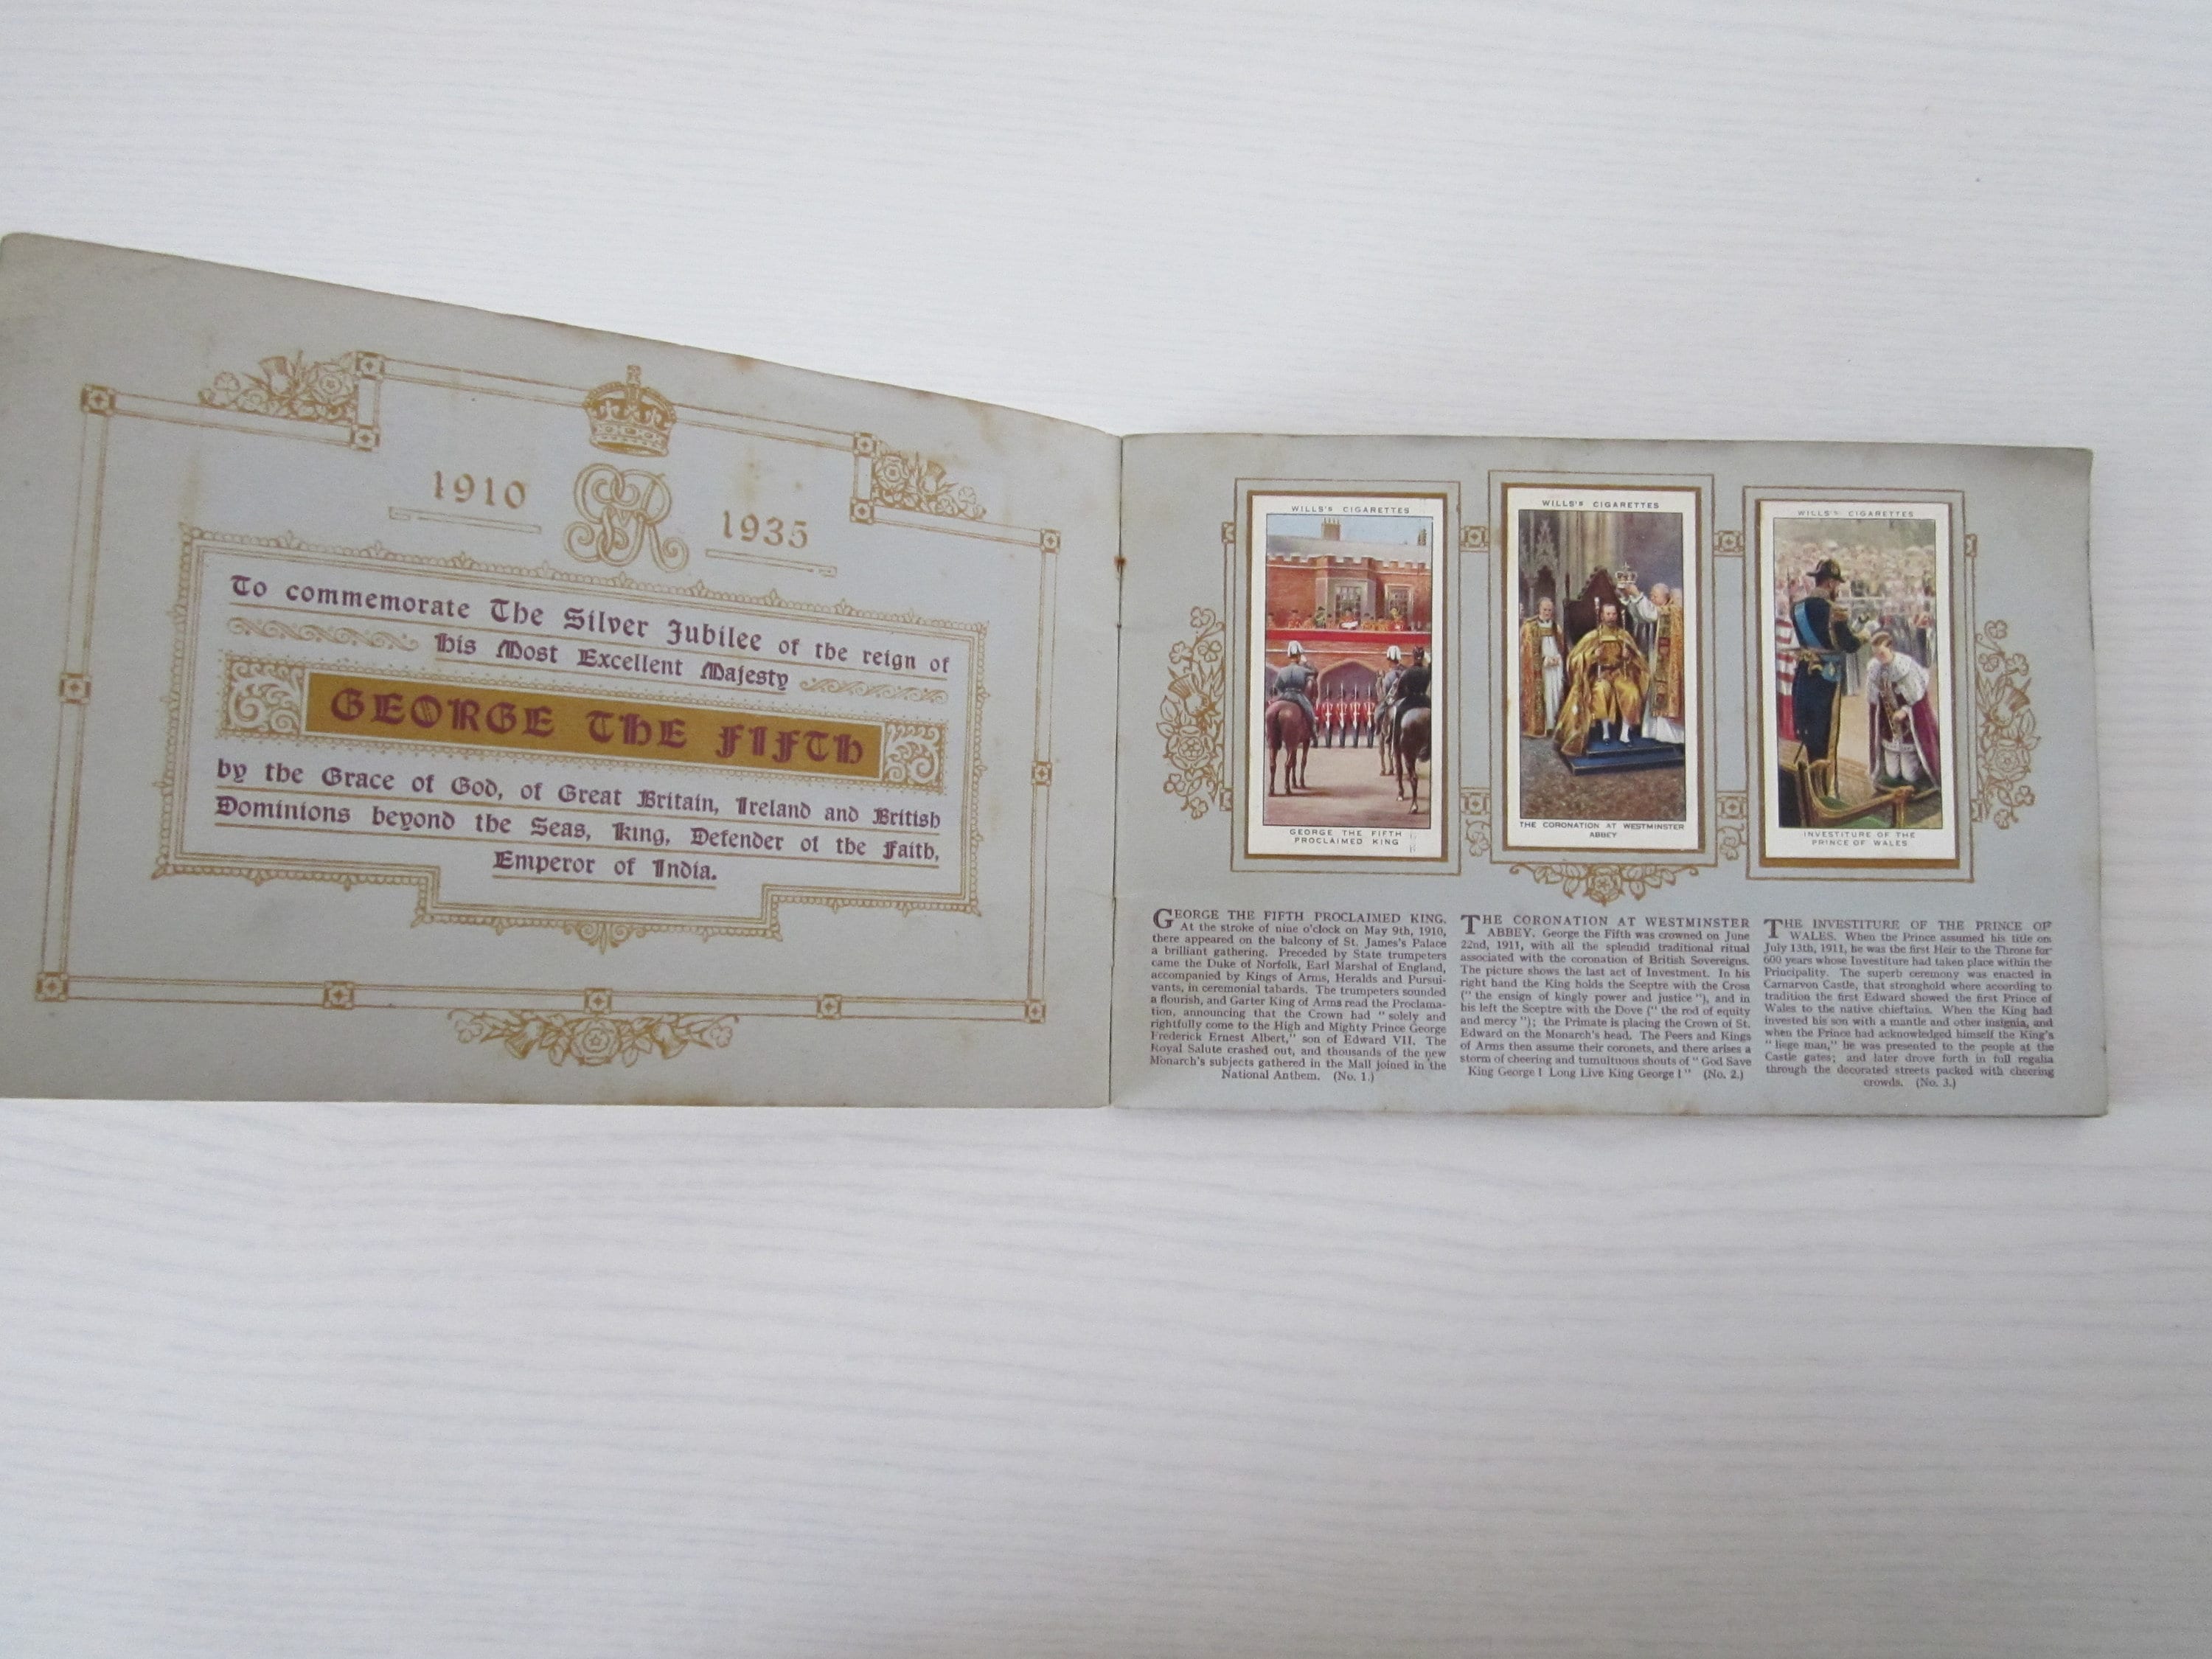 1910
GRV
1935
To commemorate The Silver Jubilee of the reign of
His Most Excellent Majesty
GEORGE THE FIFTH
by the Grace of God, of Great Britain, Ireland and British
Dominions beyond the Seas, King, Defender of the Faith,
Emperor of India.
WILL'S CIGARETTES
GEORGE THE FIFTH
PROCLAIMED KING
WILLS'S CIGARETTES
THE CORONATION AT WESTMINSTER
ABBEY
WILLS'S CIGARETTES
INVESTITURE OF THE
PRINCE OF WALES
GEORGE THE FIFTH PROCLAIMED KING.
At the stroke of nine o'clock on May 9th, 1910,
there appeared on the balcony of St. James's Palace
a brilliant gathering. Preceded by State trumpeters
came the Duke of Norfolk, Earl Marshal of England,
accompanied by Kings of Arms, Heralds and Pursui-
vants, in ceremonial tabards. The trumpeters sounded
a flourish, and Garter King of Arms read the Proclama-
tion, announcing that the Crown had "solely and
rightfully come to the High and Mighty Prince George
Frederick Ernest Albert," son of Edward VII. The
Royal Salute crashed out, and thousands of the new
Monarch's subjects gathered in the Mall joined in the
National Anthem. (No. 1.)
THE CORONATION AT WESTMINSTER
ABBEY. George the Fifth was crowned on June
22nd, 1911, with all the splendid traditional ritual
associated with the coronation of British Sovereigns.
The picture shows the last act of Investment. In his
right hand the King holds the Sceptre with the Cross
("the ensign of kingly power and justice"), and in
his left the Sceptre with the Dove ("the rod of equity
and mercy"); the Primate is placing the Crown of St.
Edward on the Monarch's head. The Peers and Kings
of Arms then assume their coronets, and there arises a
storm of cheering and tumultuous shouts of "God Save
King George! Long Live King George!" (No. 2.)
THE INVESTITURE OF THE PRINCE OF
WALES. When the Prince assumed his title on
July 13th, 1911, he was the first Heir to the Throne for
600 years whose Investiture had taken place within the
Principality. The superb ceremony was enacted in
Carnarvon Castle, that stronghold where according to
tradition the first Edward showed the first Prince of
Wales to the native chieftains. When the King had
invested his son with a mantle and other insignia, and
when the Prince had acknowledged himself the King's
"liege man," he was presented to the people at the
Castle gates; and later drove forth in full regalia
through the decorated streets packed with cheering
crowds. (No. 3.)